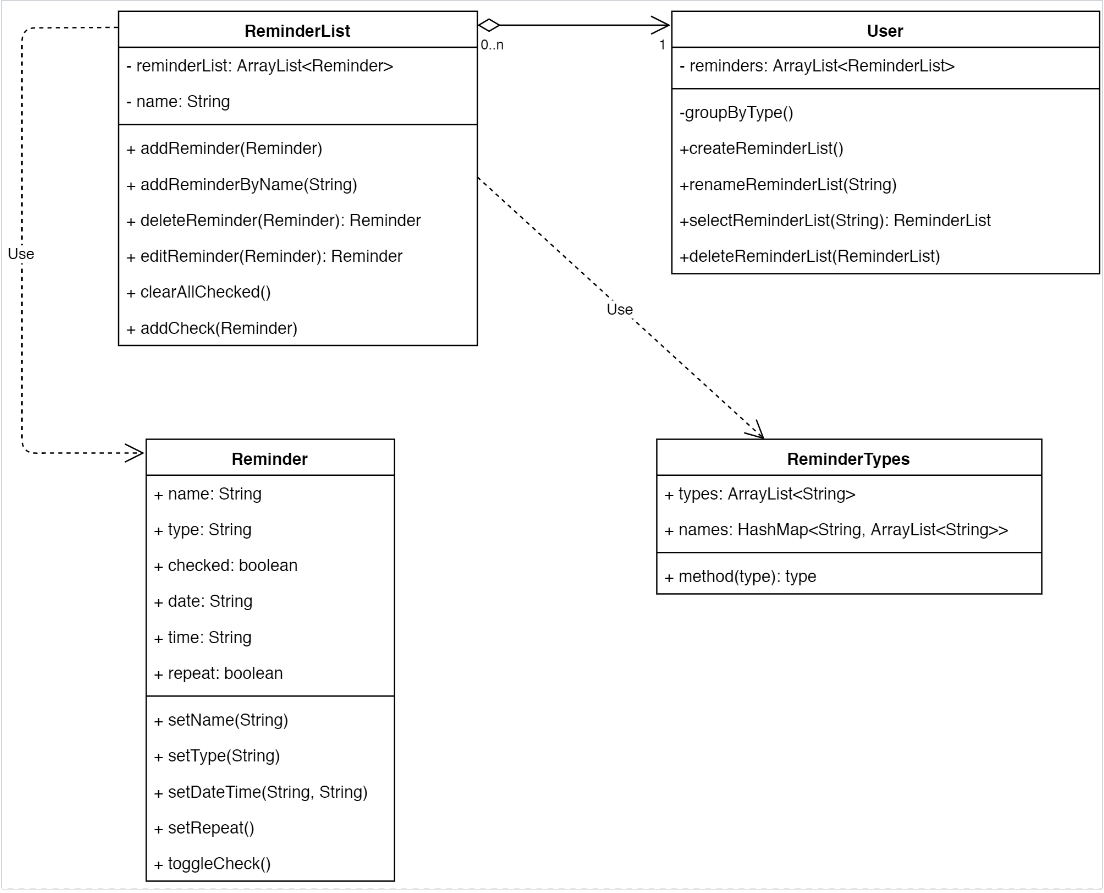 ReminderList
- reminderList: ArrayList<Reminder>
- name: String
+ addReminder(Reminder)
+ addReminderByName(String)
+ deleteReminder(Reminder): Reminder
+ editReminder(Reminder): Reminder
+ clearAllChecked()
+ addCheck(Reminder)
0..n
1
User
- reminders: ArrayList<ReminderList>
-groupByType()
+createReminderList()
+renameReminderList(String)
+selectReminderList(String): ReminderList
+deleteReminderList(ReminderList)
Use
Use
Reminder
+ name: String
+ type: String
+ checked: boolean
+ date: String
+ time: String
+ repeat: boolean
+ setName(String)
+ setType(String)
+ setDateTime(String, String)
+ setRepeat()
+ toggleCheck()
ReminderTypes
+ types: ArrayList<String>
+ names: HashMap<String, ArrayList<String>>
+ method(type): type